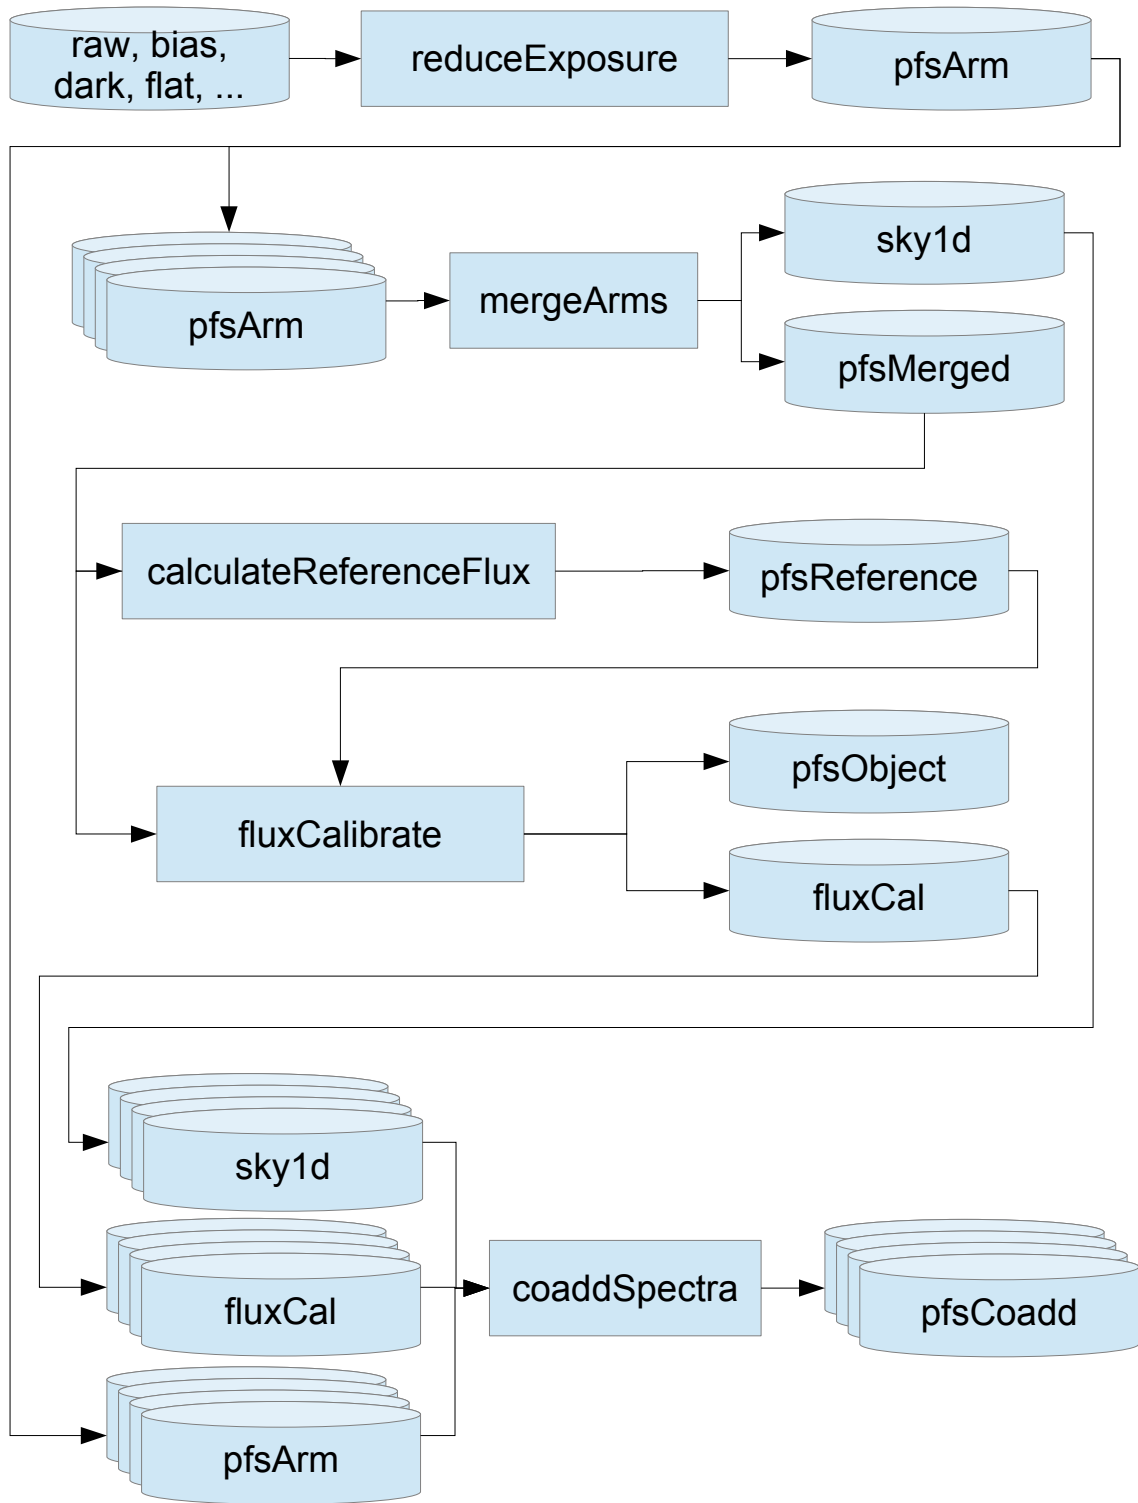 raw, bias,
dark, flat, ...
reduceExposure
pfsArm
pfsArm
mergeArms
sky1d
pfsMerged
calculateReferenceFlux
pfsReference
pfsObject
fluxCalibrate
fluxCal
sky1d
fluxCal
coaddSpectra
pfsCoadd
pfsArm